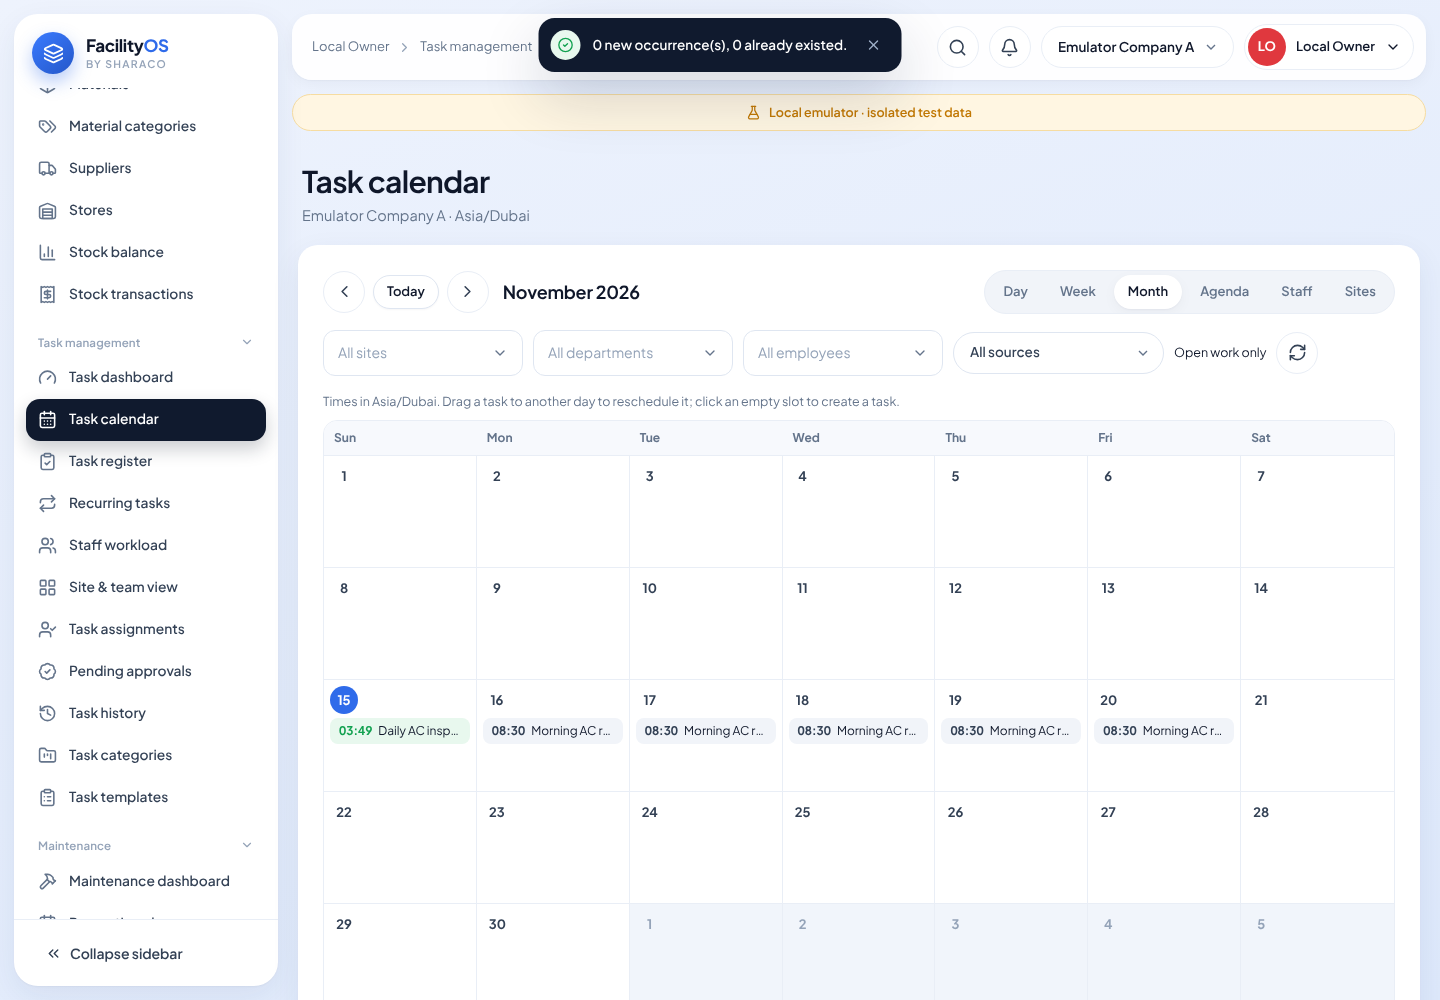 FacilityOS
BY SHARACO
Materials
Material categories
Suppliers
Stores
Stock balance
Stock transactions
Task management
Task dashboard
Task calendar
Task register
Recurring tasks
Staff workload
Site & team view
Task assignments
Pending approvals
Task history
Task categories
Task templates
Maintenance
Maintenance dashboard
Collapse sidebar
Local Owner > Task management
0 new occurrence(s), 0 already existed.
Emulator Company A
LO Local Owner
Local emulator · isolated test data
Task calendar
Emulator Company A · Asia/Dubai
Today
November 2026
Day Week Month Agenda Staff Sites
All sites All departments All employees All sources Open work only
Times in Asia/Dubai. Drag a task to another day to reschedule it; click an empty slot to create a task.
Sun Mon Tue Wed Thu Fri Sat
1 2 3 4 5 6 7
8 9 10 11 12 13 14
15 16 17 18 19 20 21
03:49 Daily AC insp... 08:30 Morning AC r... 08:30 Morning AC r... 08:30 Morning AC r... 08:30 Morning AC r... 08:30 Morning AC r...
22 23 24 25 26 27 28
29 30 1 2 3 4 5